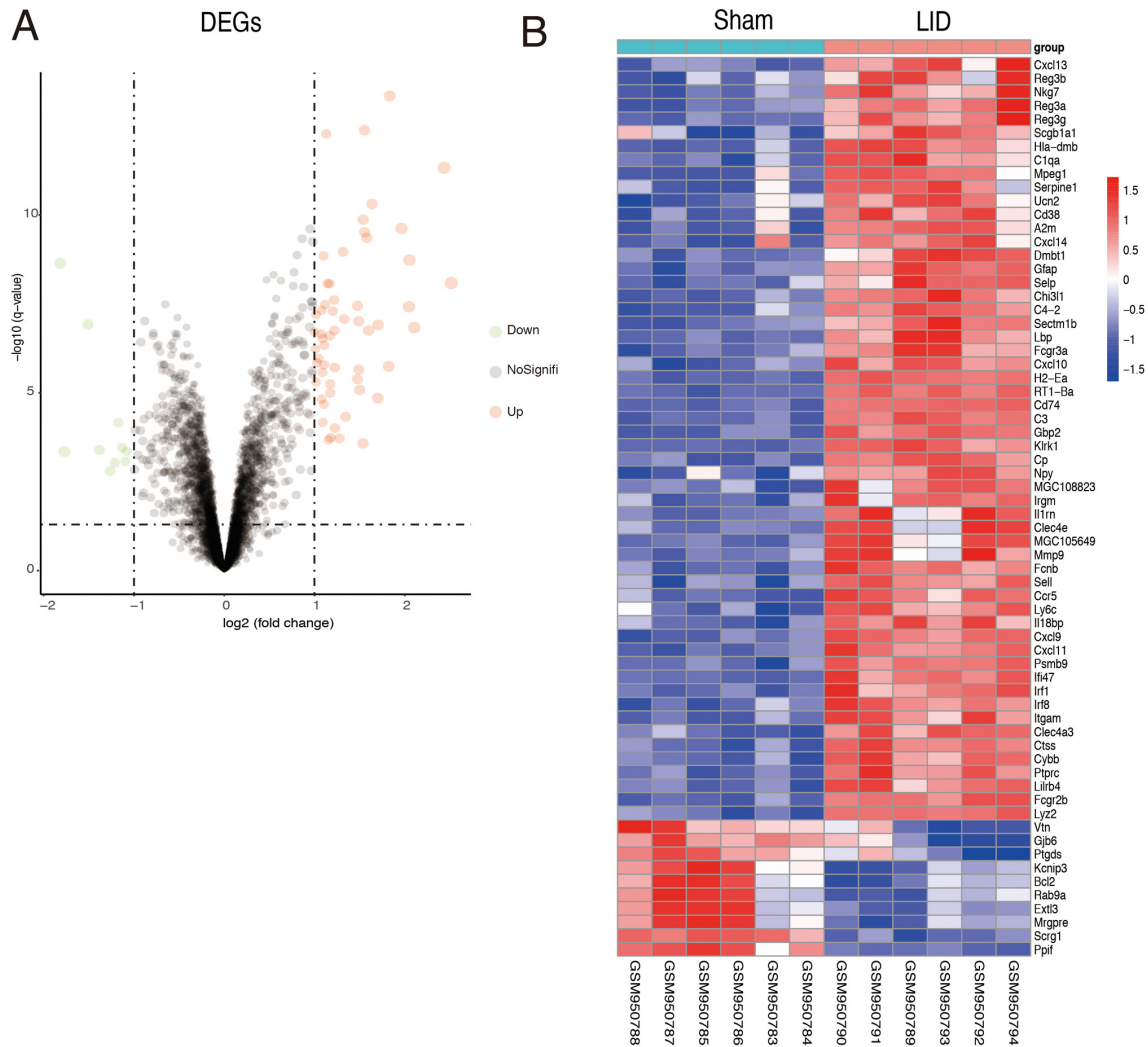 A
DEGs
−log10 (q-value)
10
5
0
−2
−1
0
1
2
log2 (fold change)
Down
NoSignifi
Up
B
Sham
LID
group
Cxcl13
Reg3b
Nkg7
Reg3a
Reg3g
Scgb1a1
Hla−dmb
C1qa
Mpeg1
Serpine1
Ucn2
Cd38
A2m
Cxcl14
Dmbt1
Gfap
Selp
Chi3l1
C4−2
Sectm1b
Lbp
Fcgr3a
Cxcl10
H2−Ea
RT1−Ba
Cd74
C3
Gbp2
Klrk1
Cp
Npy
MGC108823
Irgm
Il1rn
Clec4e
MGC105649
Mmp9
Fcnb
Sell
Ccr5
Ly6c
Il18bp
Cxcl9
Cxcl11
Psmb9
Ifi47
Irf1
Irf8
Itgam
Clec4a3
Ctss
Cybb
Ptprc
Lilrb4
Fcgr2b
Lyz2
Vtn
Gjb6
Ptgds
Kcnip3
Bcl2
Rab9a
Extl3
Mrgpre
Scrg1
Ppif
GSM950788
GSM950787
GSM950785
GSM950786
GSM950783
GSM950784
GSM950790
GSM950791
GSM950789
GSM950793
GSM950792
GSM950794
1.5
1
0.5
0
−0.5
−1
−1.5